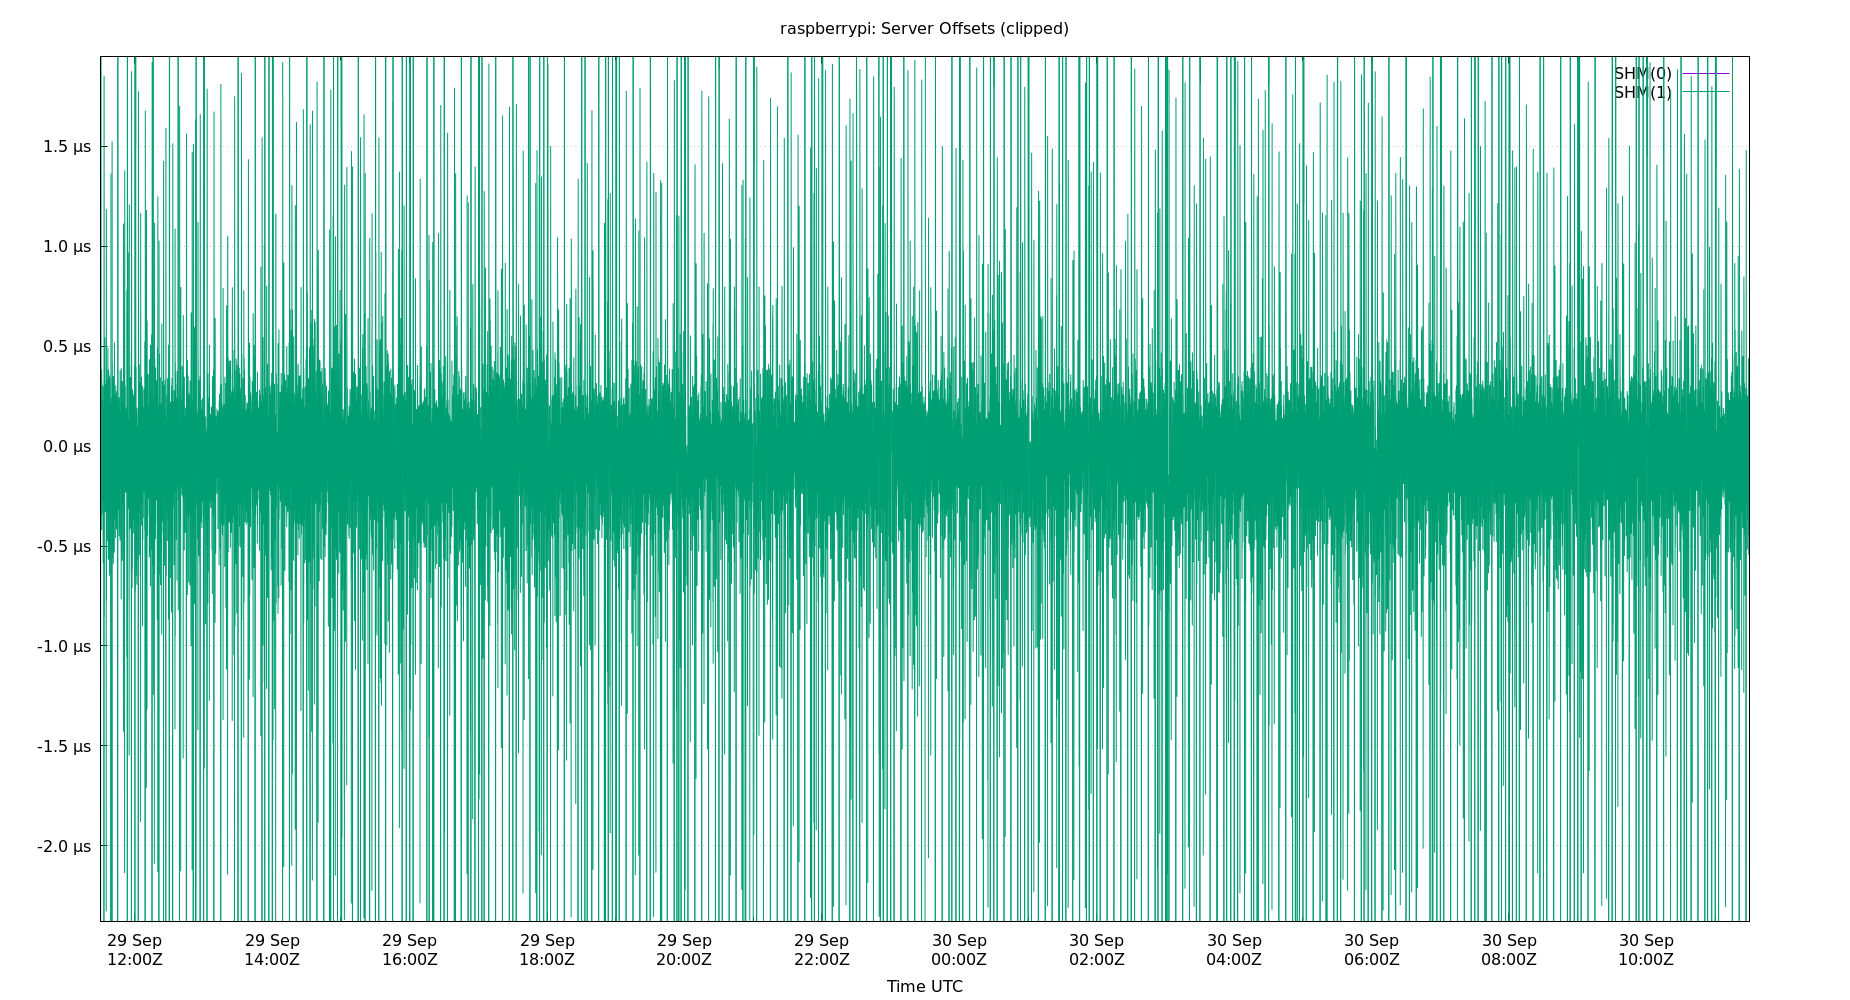 raspberrypi: Server Offsets (clipped)
SHM(0)
SHM(1)
1.5 µs
1.0 µs
0.5 µs
0.0 µs
-0.5 µs
-1.0 µs
-1.5 µs
-2.0 µs
29 Sep 29 Sep 29 Sep 29 Sep 29 Sep 29 Sep 30 Sep 30 Sep 30 Sep 30 Sep 30 Sep 30 Sep
12:00Z 14:00Z 16:00Z 18:00Z 20:00Z 22:00Z 00:00Z 02:00Z 04:00Z 06:00Z 08:00Z 10:00Z
Time UTC